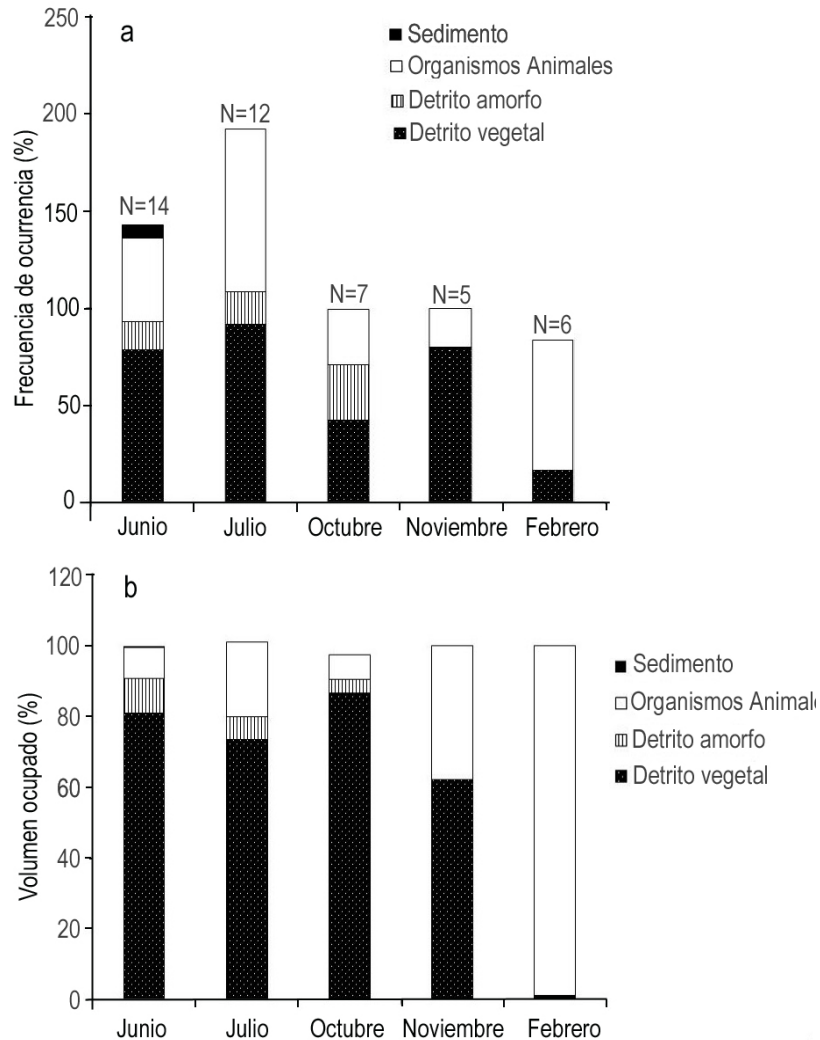 a
Sedimento
Organismos Animales
Detrito amorfo
Detrito vegetal
Frecuencia de ocurrencia (%)
250
200
150
100
50
0
N=14
N=12
N=7
N=5
N=6
Junio
Julio
Octubre
Noviembre
Febrero
b
Sedimento
Organismos Animale
Detrito amorfo
Detrito vegetal
Volumen ocupado (%)
120
100
80
60
40
20
0
Junio
Julio
Octubre
Noviembre
Febrero